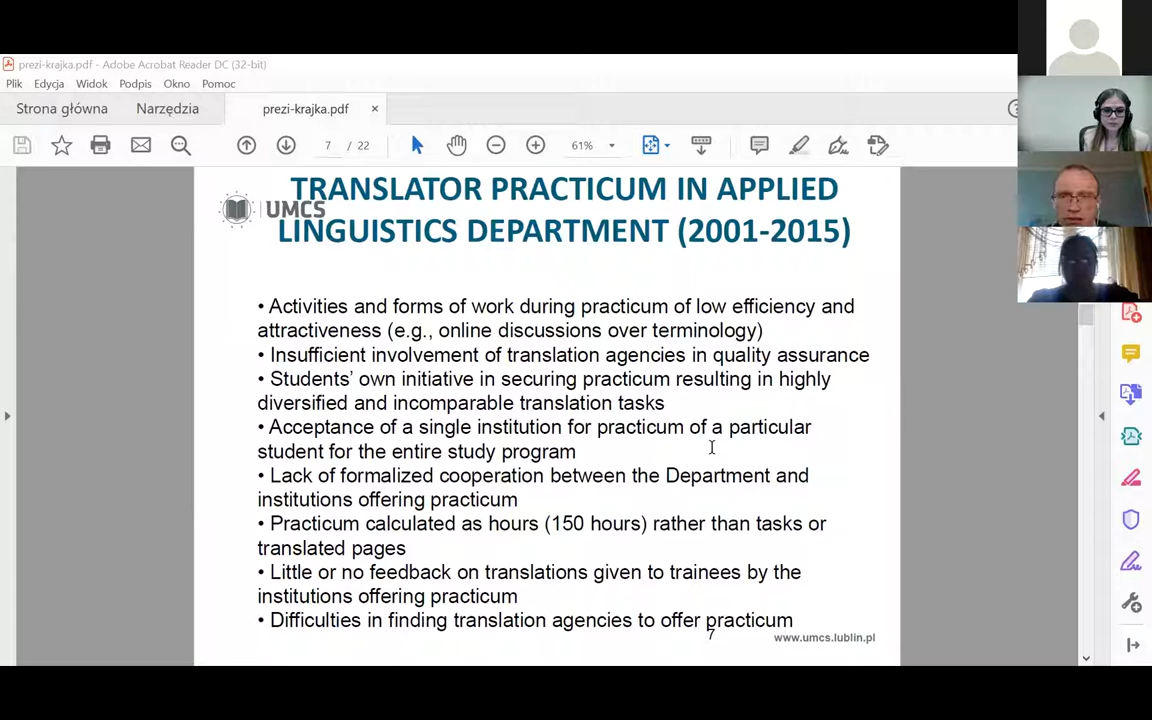 prezi-krajka.pdf - Adobe Acrobat Reader DC (32-bit)
Plik Edycja Widok Podpis Okno Pomoc
Strona główna Narzędzia prezi-krajka.pdf ×
7 / 22 61%
TRANSLATOR PRACTICUM IN APPLIED
UMCS
LINGUISTICS DEPARTMENT (2001-2015)
• Activities and forms of work during practicum of low efficiency and
attractiveness (e.g., online discussions over terminology)
• Insufficient involvement of translation agencies in quality assurance
• Students’ own initiative in securing practicum resulting in highly
diversified and incomparable translation tasks
• Acceptance of a single institution for practicum of a particular
student for the entire study program
• Lack of formalized cooperation between the Department and
institutions offering practicum
• Practicum calculated as hours (150 hours) rather than tasks or
translated pages
• Little or no feedback on translations given to trainees by the
institutions offering practicum
• Difficulties in finding translation agencies to offer practicum
7
www.umcs.lublin.pl